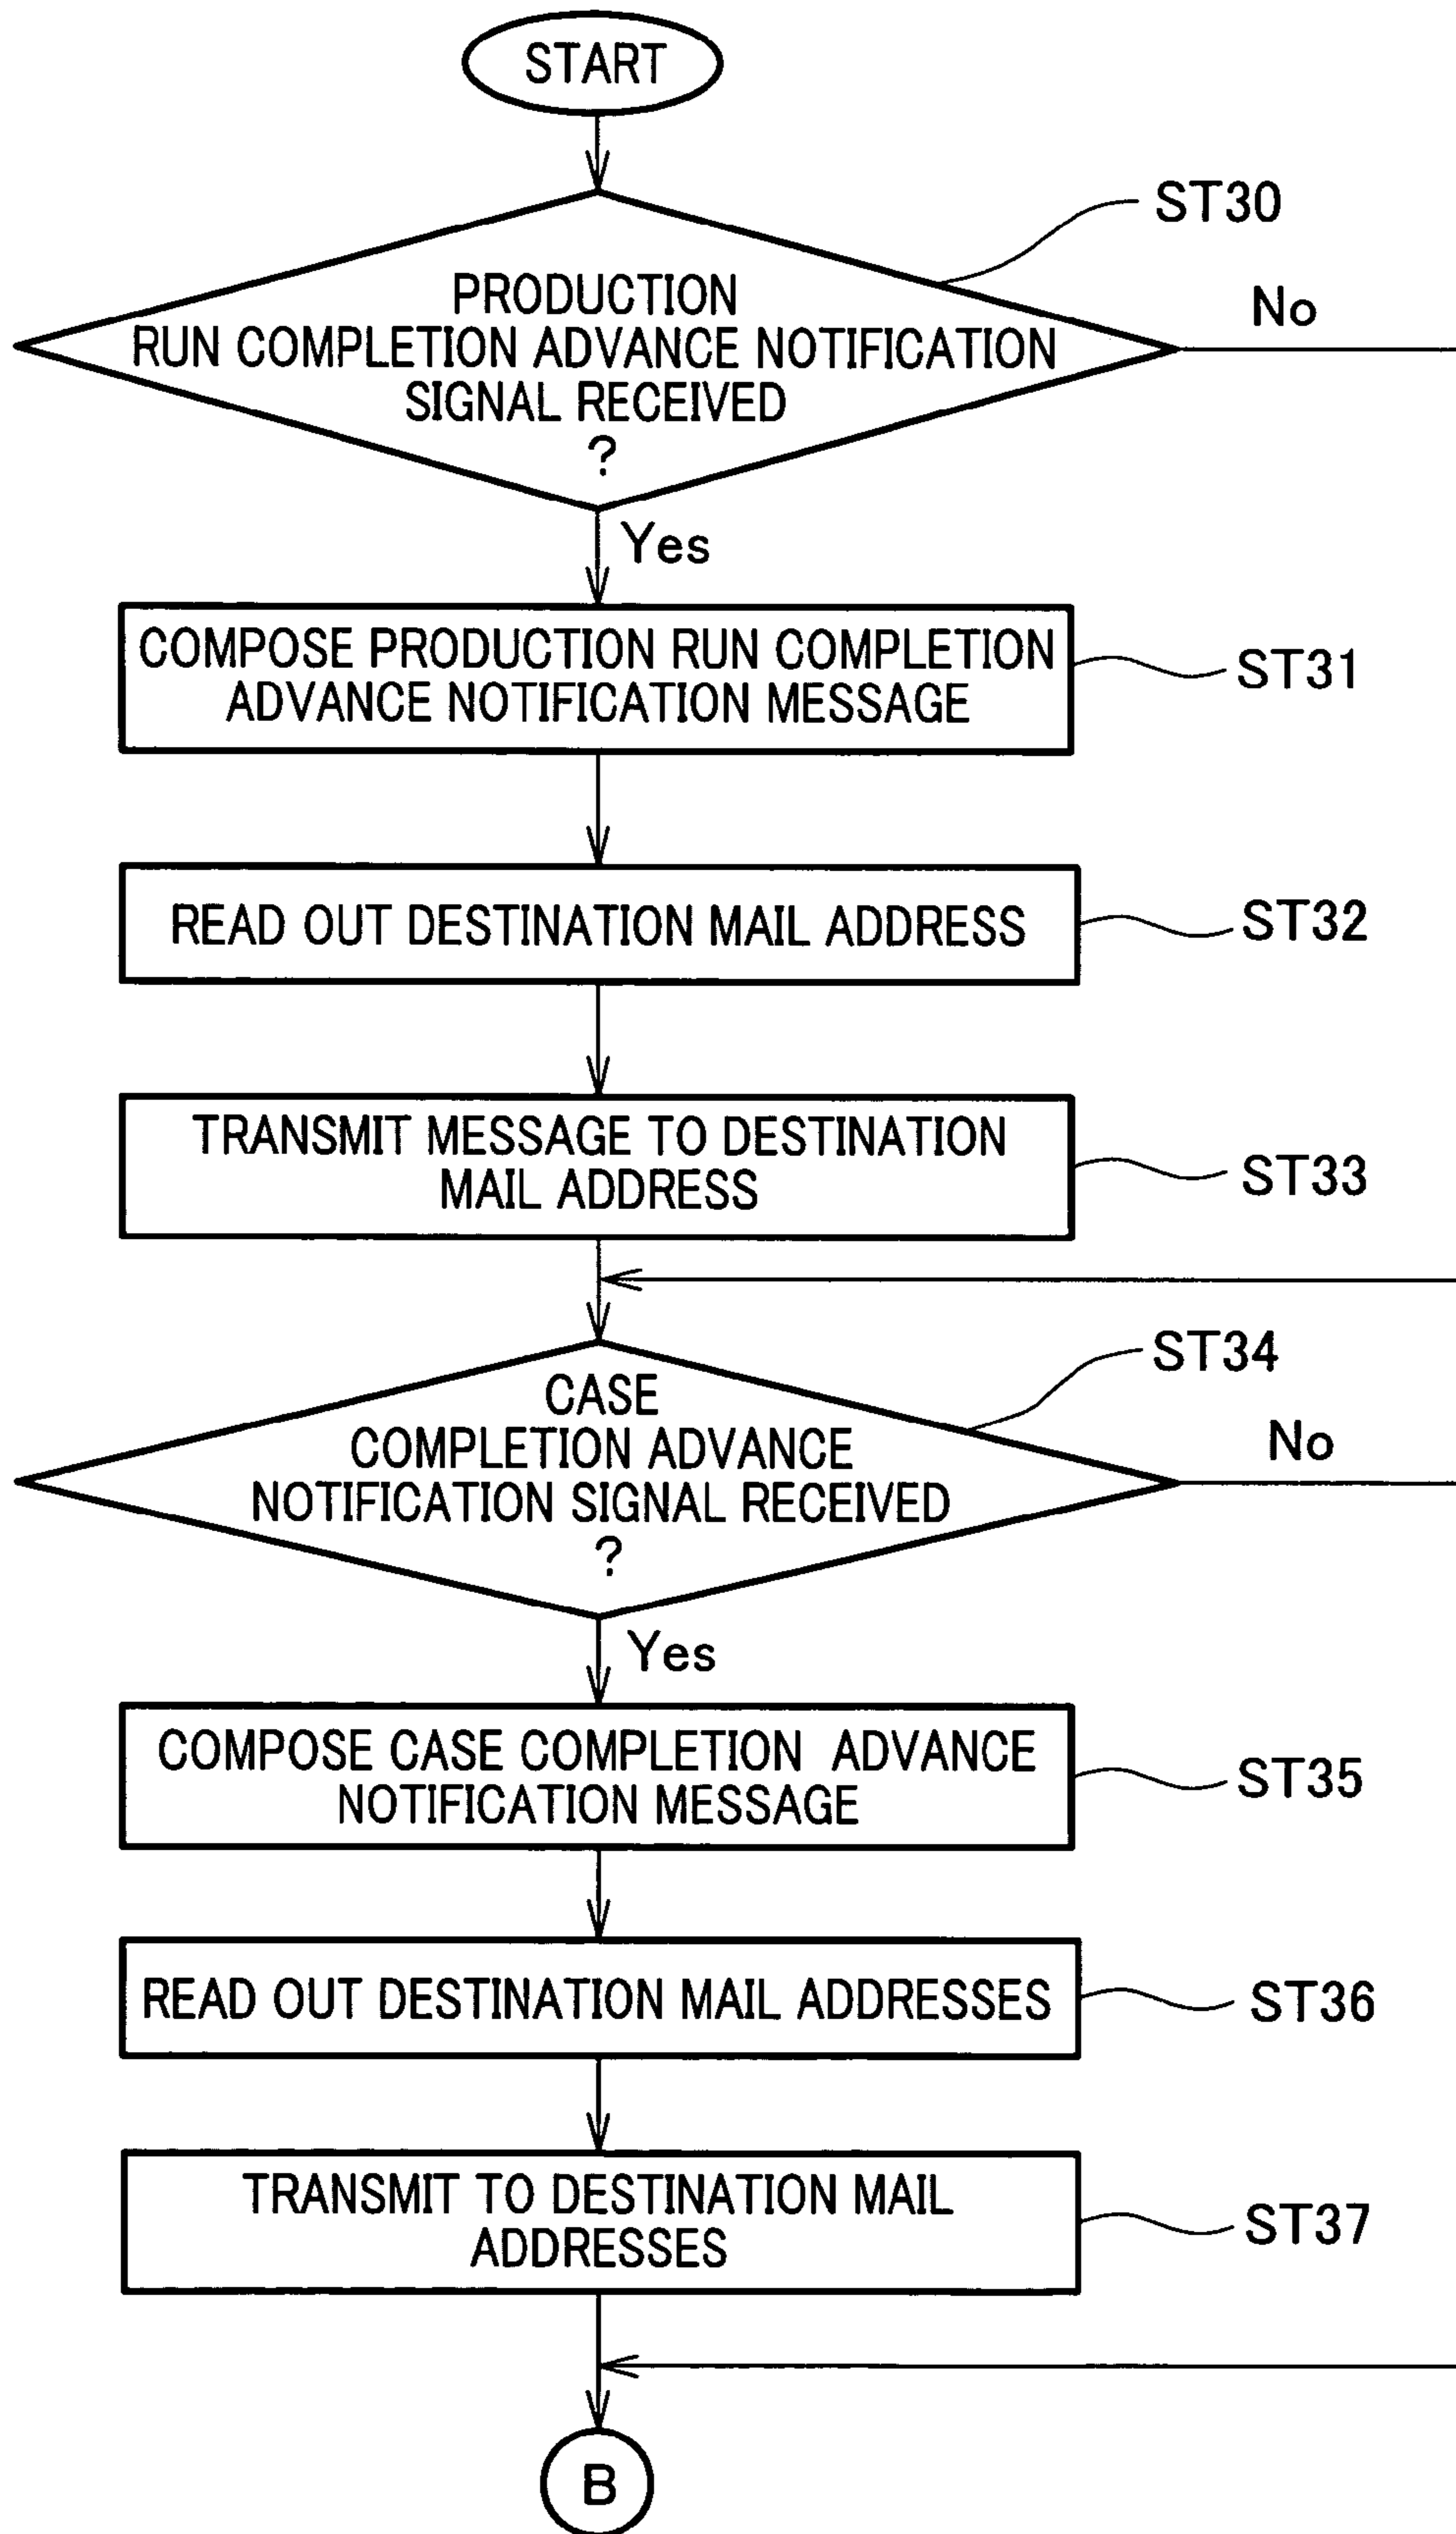 START
ST30
PRODUCTION
RUN COMPLETION ADVANCE NOTIFICATION
SIGNAL RECEIVED
?
No
Yes
COMPOSE PRODUCTION RUN COMPLETION
ADVANCE NOTIFICATION MESSAGE
ST31
READ OUT DESTINATION MAIL ADDRESS
ST32
TRANSMIT MESSAGE TO DESTINATION
MAIL ADDRESS
ST33
ST34
CASE
COMPLETION ADVANCE
NOTIFICATION SIGNAL RECEIVED
?
No
Yes
COMPOSE CASE COMPLETION ADVANCE
NOTIFICATION MESSAGE
ST35
READ OUT DESTINATION MAIL ADDRESSES
ST36
TRANSMIT TO DESTINATION MAIL
ADDRESSES
ST37
B